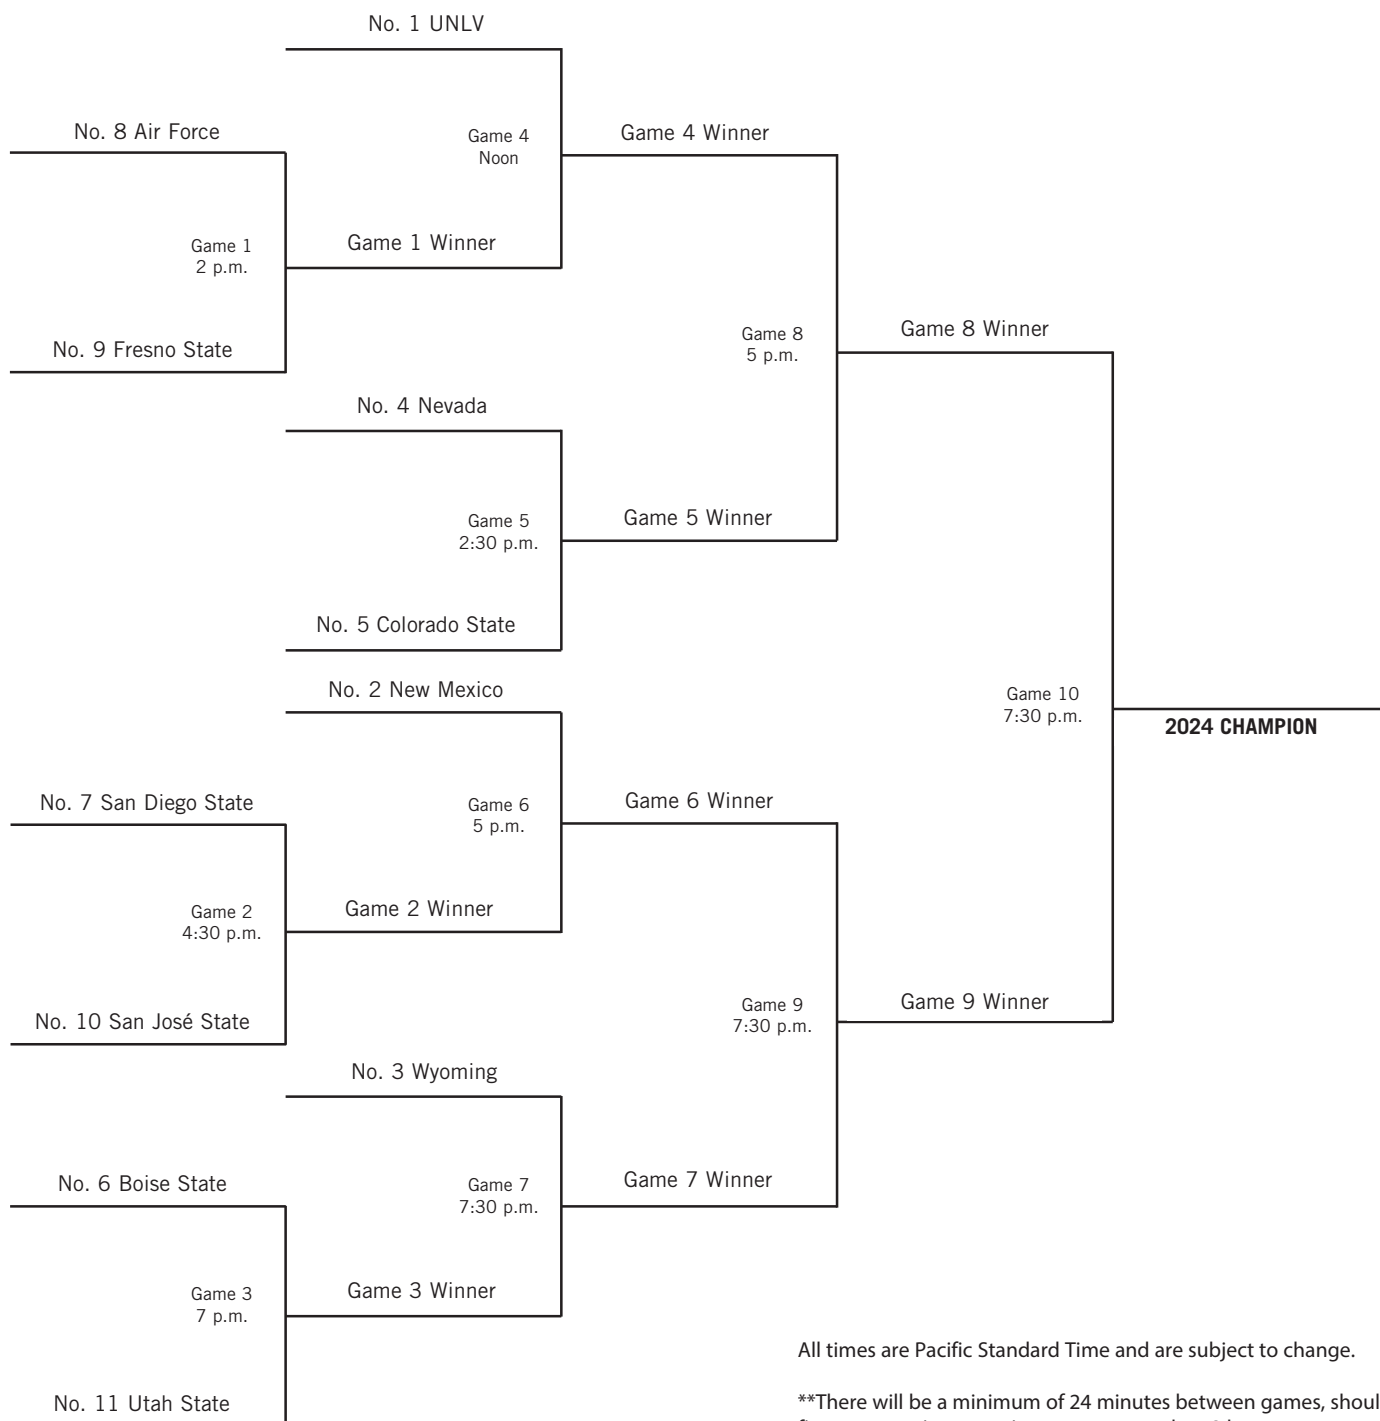 No. 1 UNLV
No. 8 Air Force
Game 4
Noon
Game 4 Winner
Game 1
2 p.m.
Game 1 Winner
No. 9 Fresno State
Game 8
5 p.m.
Game 8 Winner
No. 4 Nevada
Game 5
2:30 p.m.
Game 5 Winner
No. 5 Colorado State
No. 2 New Mexico
Game 10
7:30 p.m.
2024 CHAMPION
No. 7 San Diego State
Game 6
5 p.m.
Game 6 Winner
Game 2
4:30 p.m.
Game 2 Winner
No. 10 San José State
Game 9
7:30 p.m.
Game 9 Winner
No. 3 Wyoming
No. 6 Boise State
Game 7
7:30 p.m.
Game 7 Winner
Game 3
7 p.m.
Game 3 Winner
No. 11 Utah State
All times are Pacific Standard Time and are subject to change.
**There will be a minimum of 24 minutes between games,